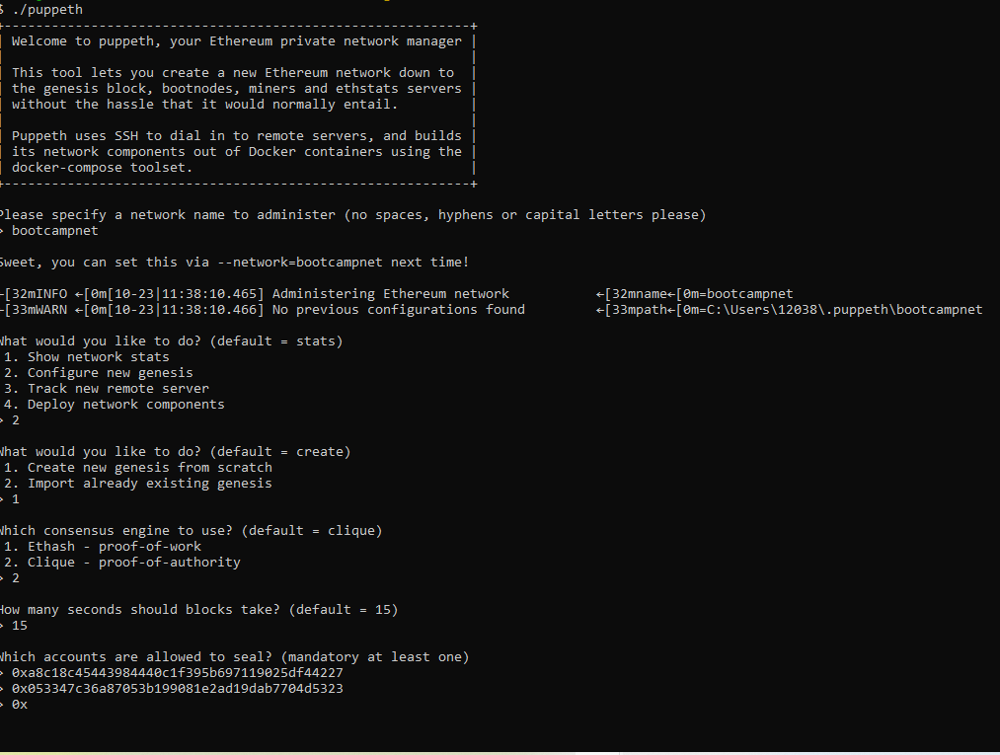 $ ./puppeth
+-----------------------------------------------------------+
| Welcome to puppeth, your Ethereum private network manager |
|                                                           |
| This tool lets you create a new Ethereum network down to  |
| the genesis block, bootnodes, miners and ethstats servers |
| without the hassle that it would normally entail.         |
|                                                           |
| Puppeth uses SSH to dial in to remote servers, and builds |
| its network components out of Docker containers using the |
| docker-compose toolset.                                   |
+-----------------------------------------------------------+
Please specify a network name to administer (no spaces, hyphens or capital letters please)
> bootcampnet
Sweet, you can set this via --network=bootcampnet next time!
←[32mINFO ←[0m[10-23|11:38:10.465] Administering Ethereum network           ←[32mname←[0m=bootcampnet
←[33mWARN ←[0m[10-23|11:38:10.466] No previous configurations found         ←[33mpath←[0m=C:\Users\12038\.puppeth\bootcampnet
What would you like to do? (default = stats)
1. Show network stats
2. Configure new genesis
3. Track new remote server
4. Deploy network components
> 2
What would you like to do? (default = create)
1. Create new genesis from scratch
2. Import already existing genesis
> 1
Which consensus engine to use? (default = clique)
1. Ethash - proof-of-work
2. Clique - proof-of-authority
> 2
How many seconds should blocks take? (default = 15)
> 15
Which accounts are allowed to seal? (mandatory at least one)
> 0xa8c18c45443984440c1f395b697119025df44227
> 0x053347c36a87053b199081e2ad19dab7704d5323
> 0x